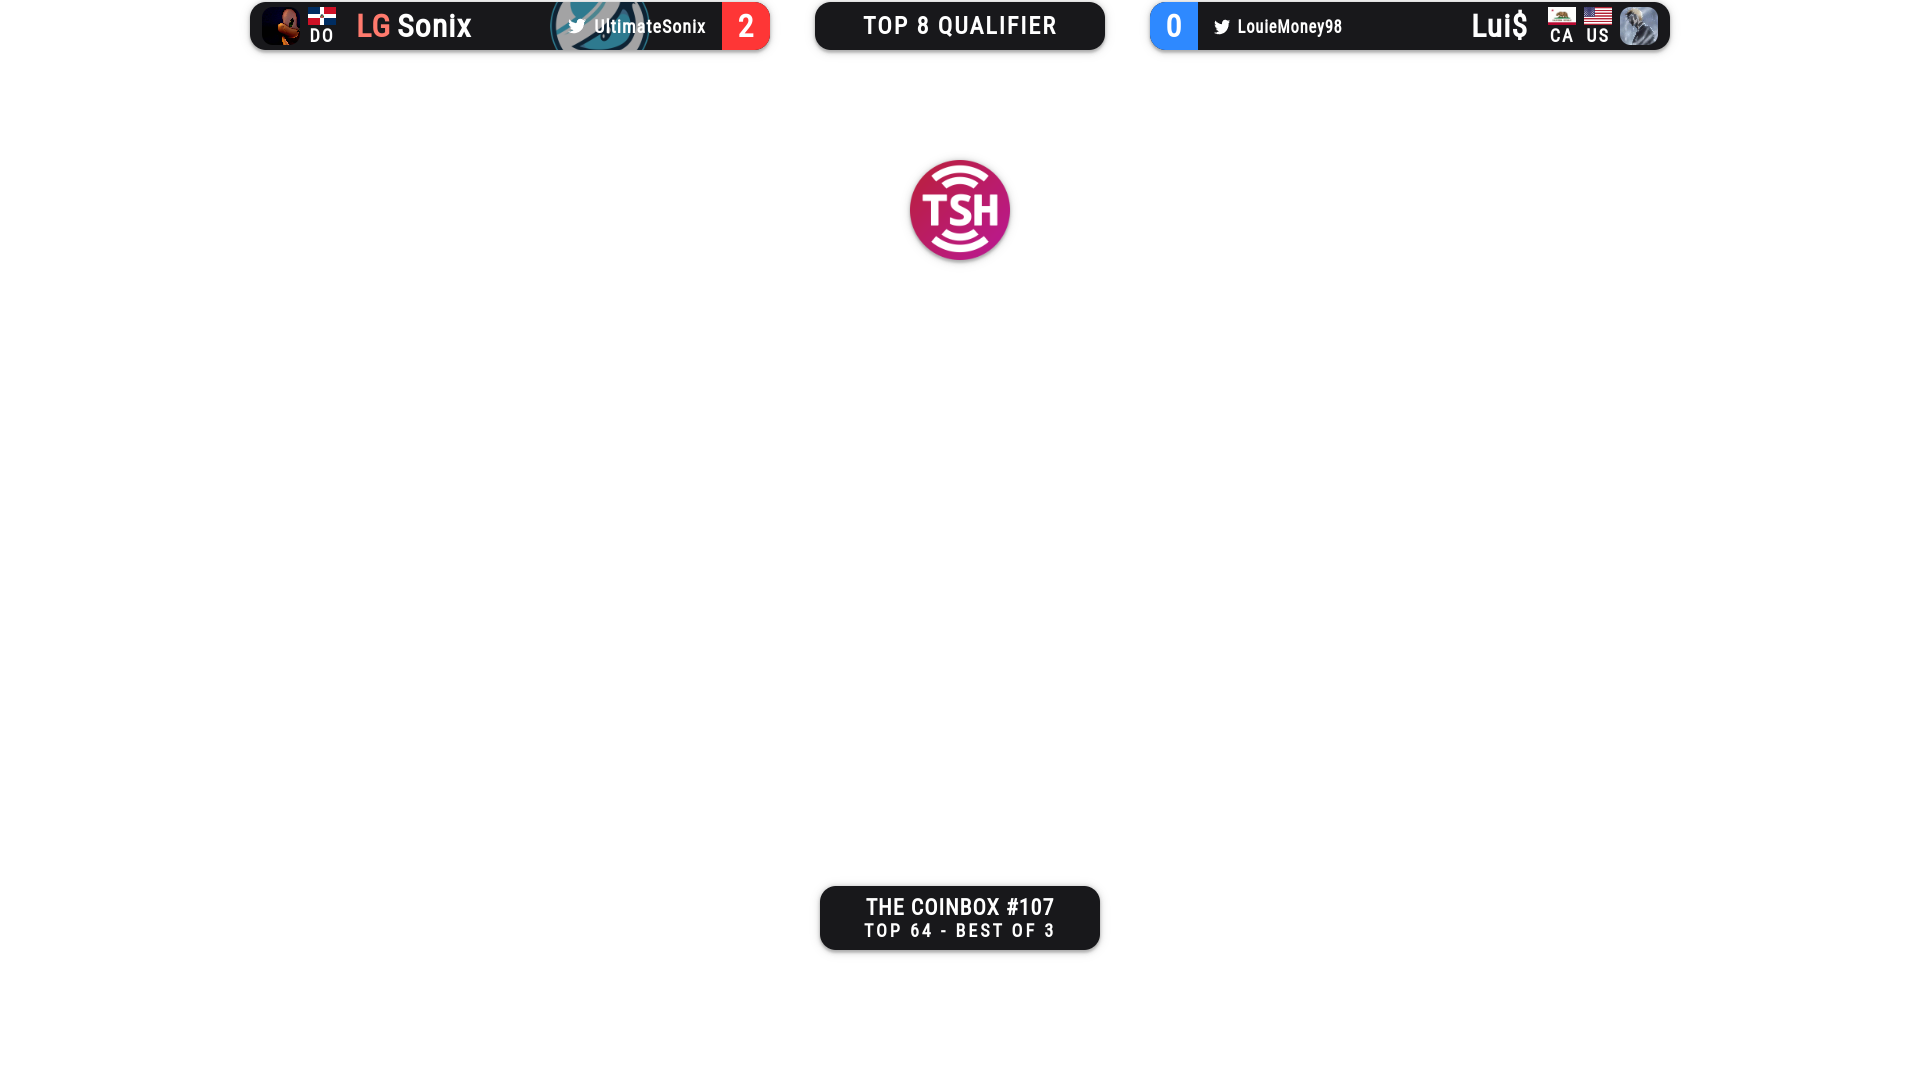 DO LG Sonix UltimateSonix 2
TOP 8 QUALIFIER
0 LouieMoney98 Lui$ CA US
TSH
THE COINBOX #107
TOP 64 - BEST OF 3